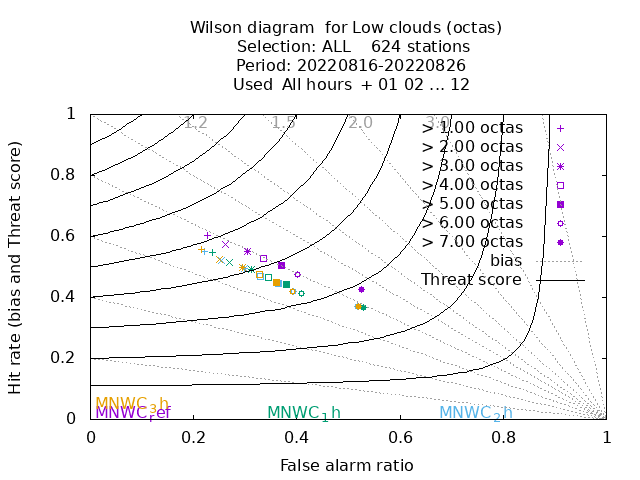 Wilson diagram  for Low clouds (octas)
Selection: ALL    624 stations
Period: 20220816-20220826
Used  All hours  + 01 02 ... 12
Hit rate (bias and Threat score)
1
0.8
0.6
0.4
0.2
0
1.2 1.5 2.0 3.0
> 1.00 octas
> 2.00 octas
> 3.00 octas
> 4.00 octas
> 5.00 octas
> 6.00 octas
> 7.00 octas
bias
Threat score
MNWC_3h
MNWC_ref MNWC_1h MNWC_2h
0 0.2 0.4 0.6 0.8 1
False alarm ratio